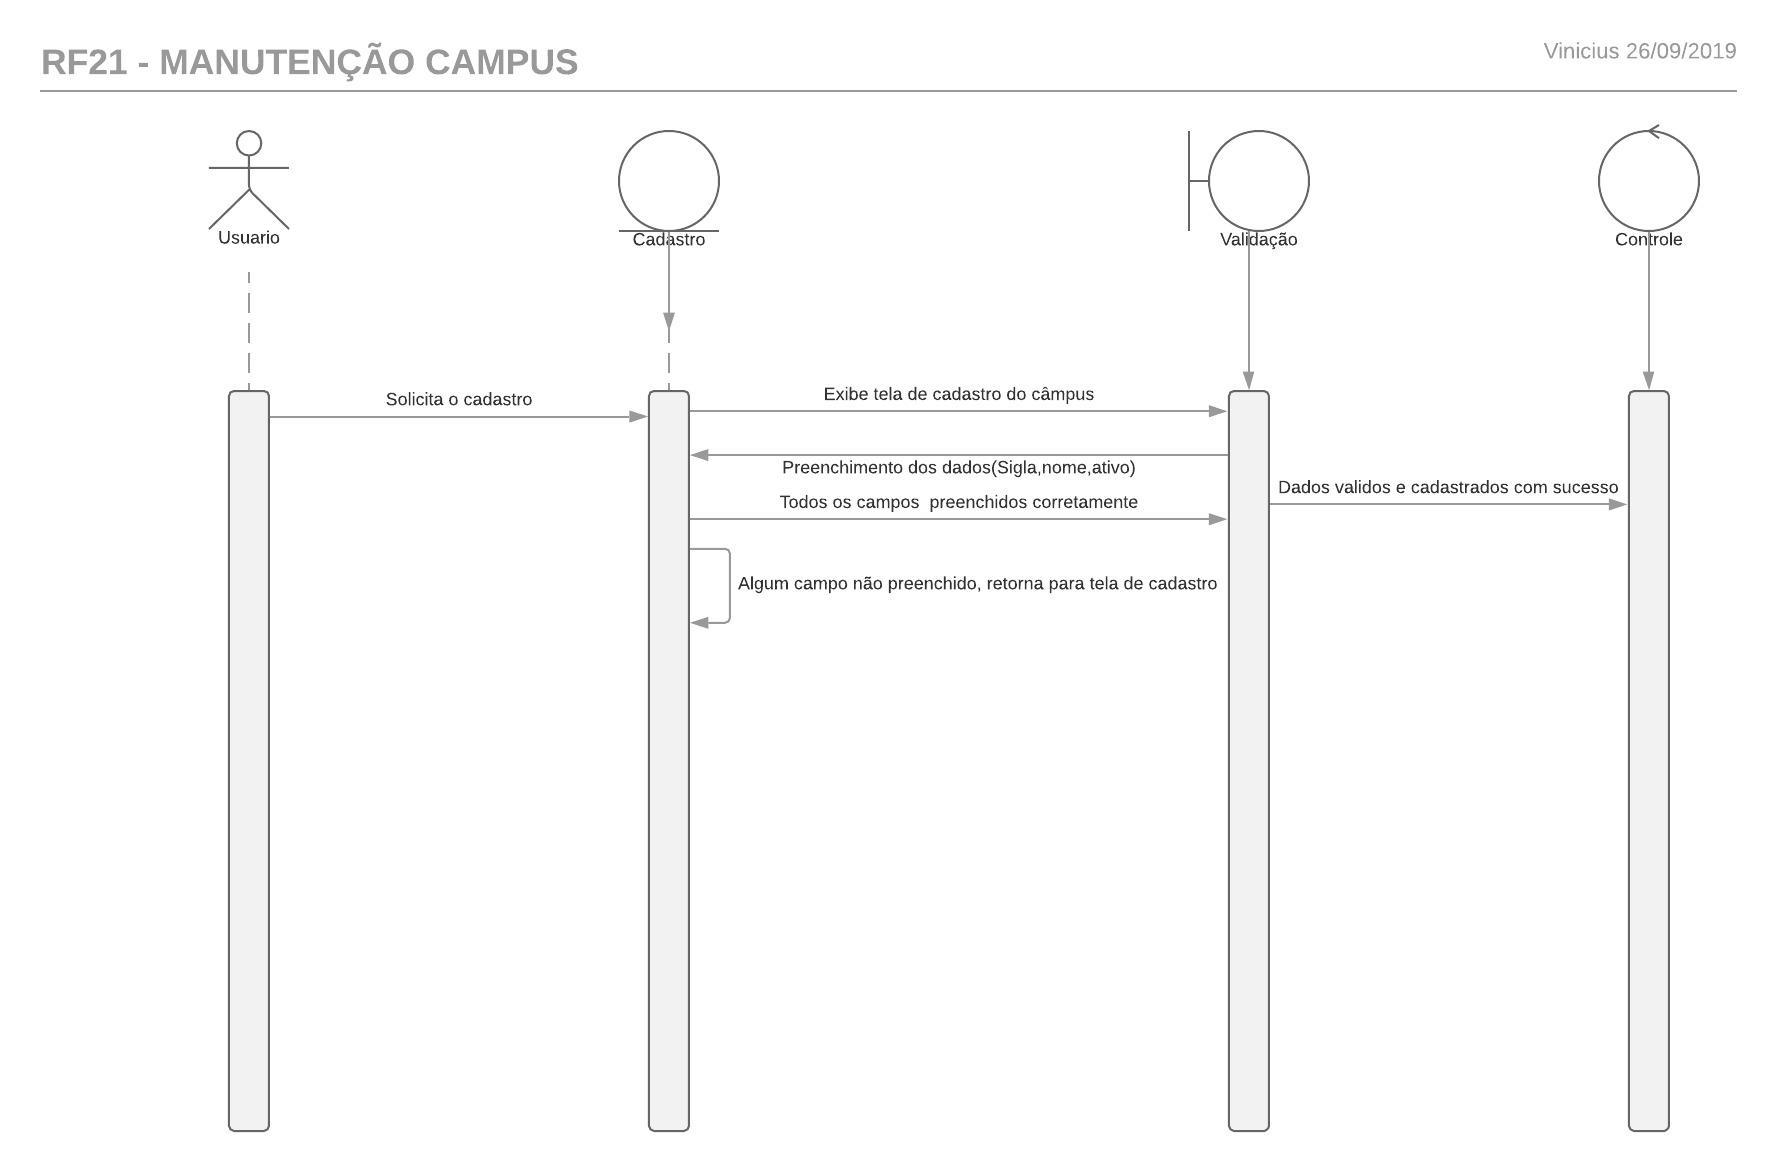 RF21 - MANUTENÇÃO CAMPUS
Vinicius 26/09/2019
Usuario
Cadastro
Validação
Controle
Solicita o cadastro
Exibe tela de cadastro do câmpus
Preenchimento dos dados(Sigla,nome,ativo)
Dados validos e cadastrados com sucesso
Todos os campos  preenchidos corretamente
Algum campo não preenchido, retorna para tela de cadastro